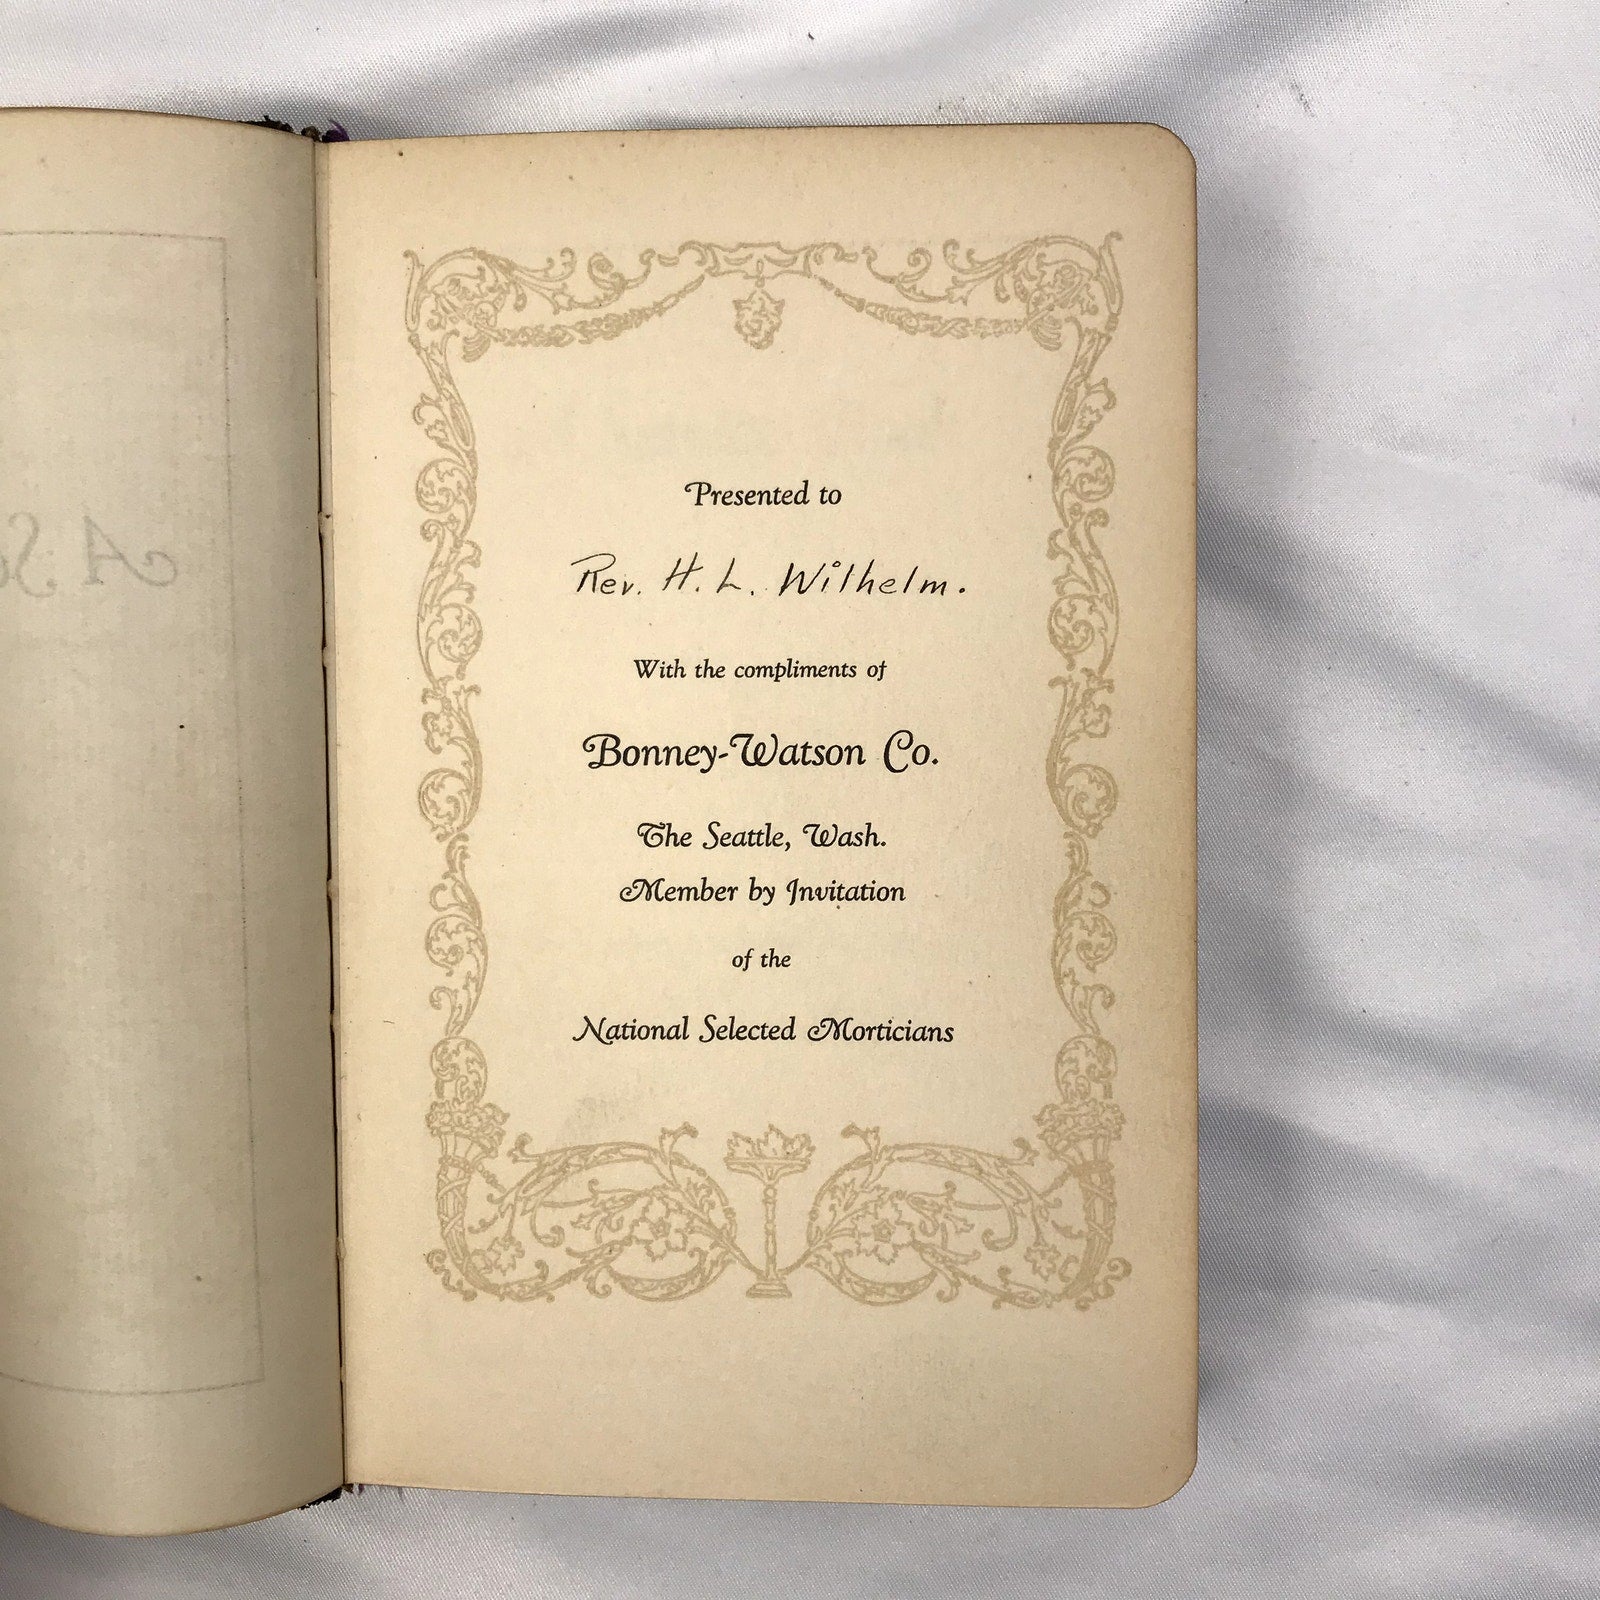 Presented to
Rev. H. L. Wilhelm.
With the compliments of
Bonney-Watson Co.
The Seattle, Wash.
Member by Invitation
of the
National Selected Morticians